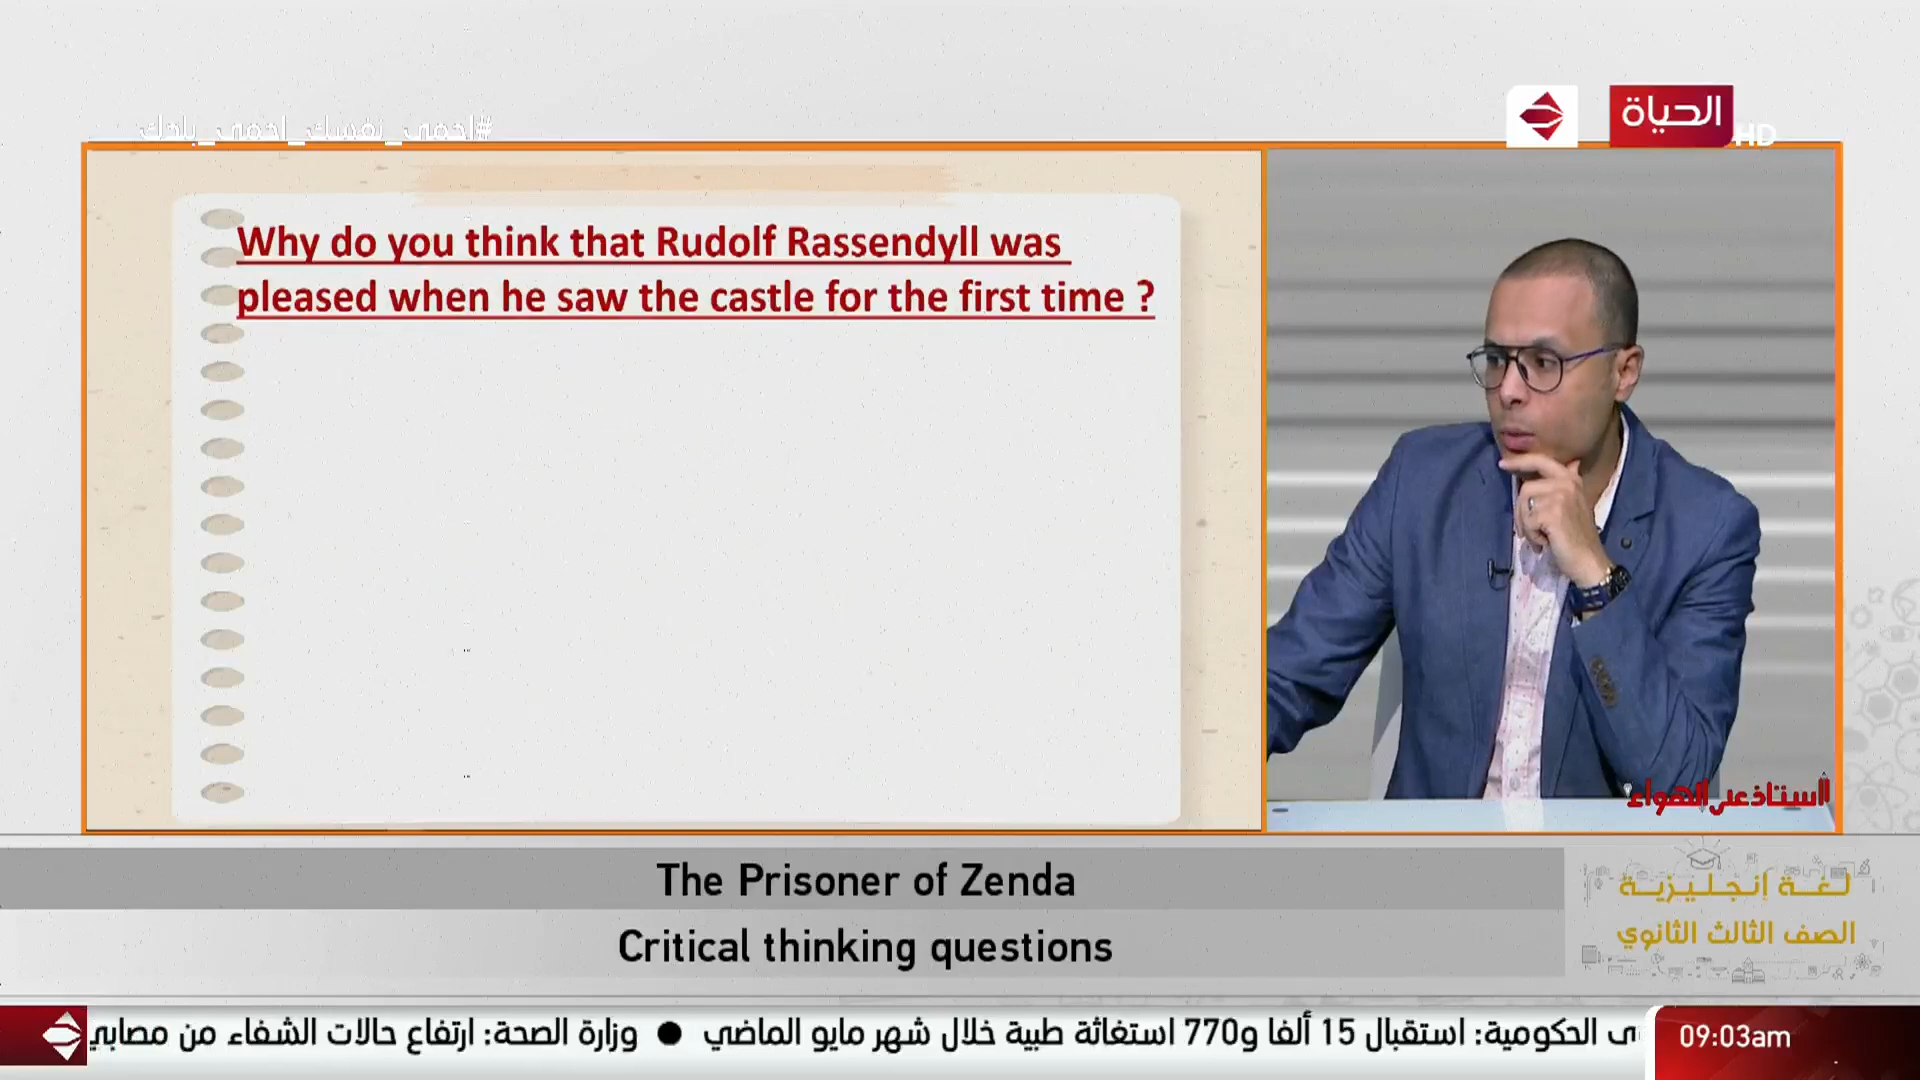 #احمي_نفسك_احمي_بلدك
الحياة
HD
Why do you think that Rudolf Rassendyll was
pleased when he saw the castle for the first time ?
الستاذ على الهواء
The Prisoner of Zenda
Critical thinking questions
لغة إنجليزية
الصف الثالث الثانوي
الحكومية: استقبال 15 ألفا و770 استغاثة طبية خلال شهر مايو الماضي ● وزارة الصحة: ارتفاع حالات الشفاء من مصابي
09:03am